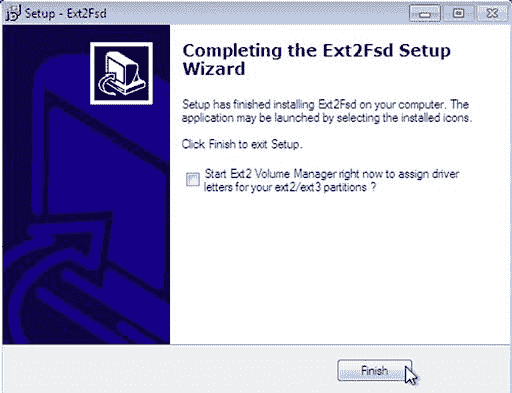 Setup - Ext2Fsd
Completing the Ext2Fsd Setup
Wizard
Setup has finished installing Ext2Fsd on your computer. The
application may be launched by selecting the installed icons.
Click Finish to exit Setup.
Start Ext2 Volume Manager right now to assign driver
letters for your ext2/ext3 partitions ?
Finish